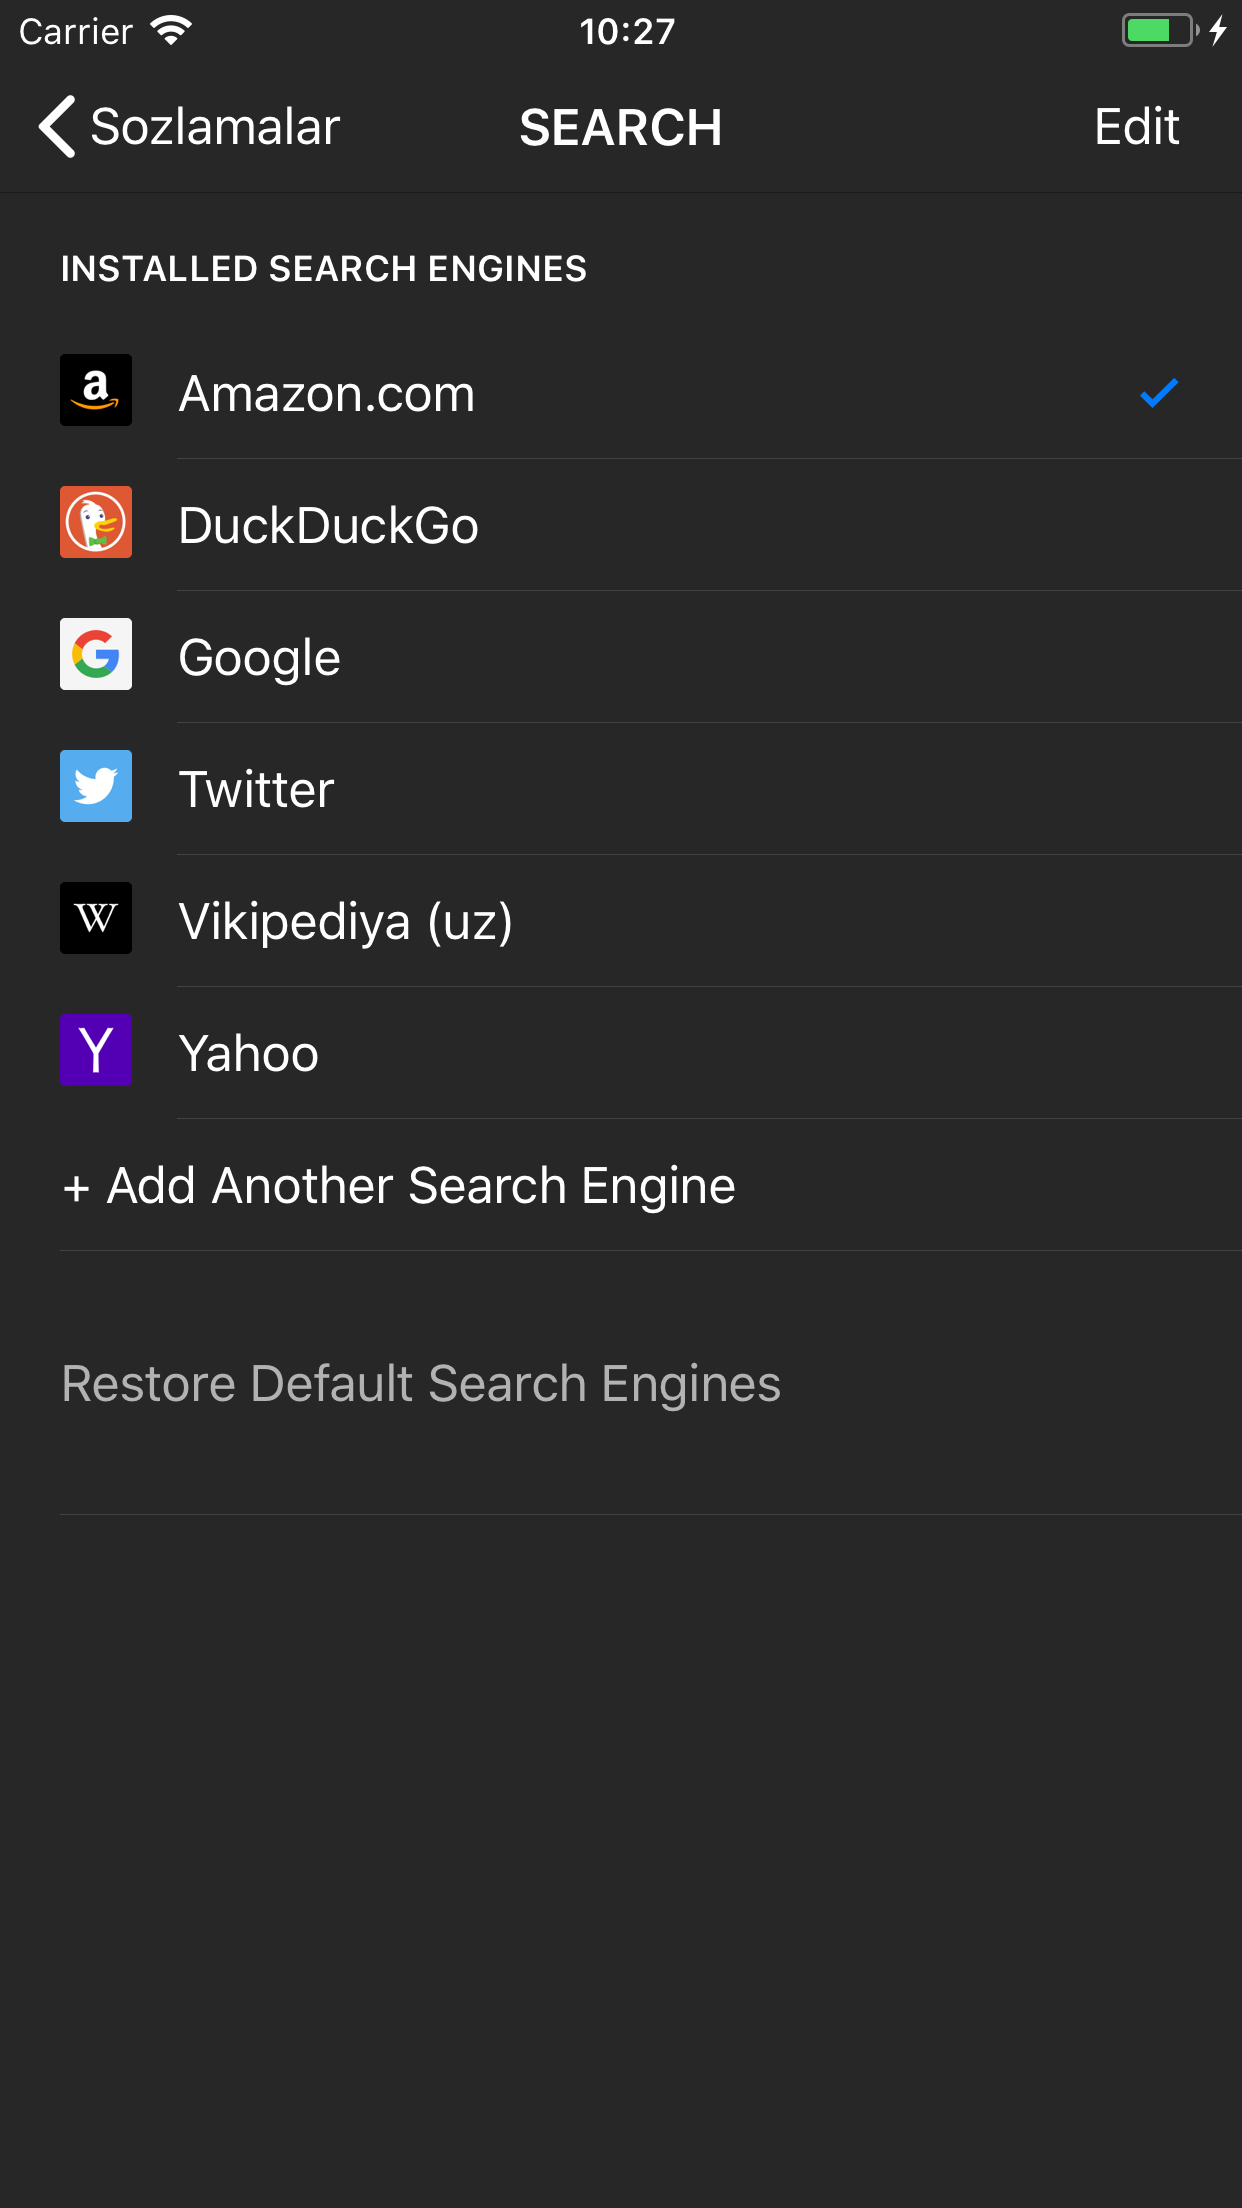 Carrier 10:27
Sozlamalar SEARCH Edit
INSTALLED SEARCH ENGINES
a Amazon.com
DuckDuckGo
G Google
Twitter
W Vikipediya (uz)
Y Yahoo
+ Add Another Search Engine
Restore Default Search Engines